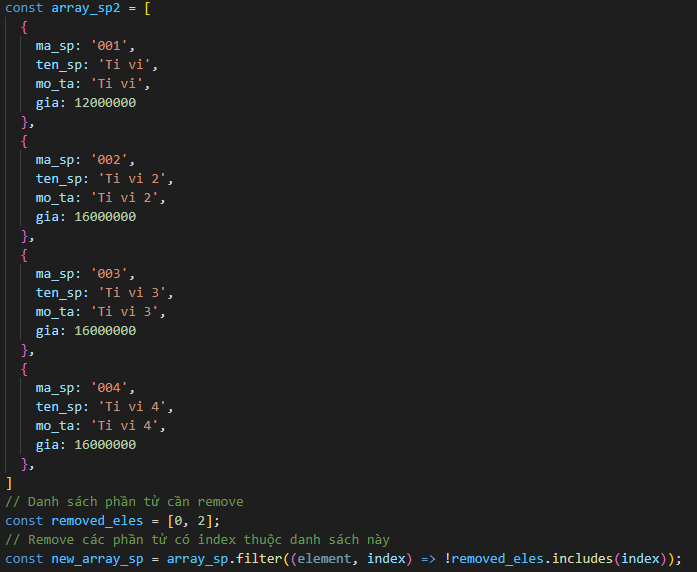 const array_sp2 = [
  {
    ma_sp: '001',
    ten_sp: 'Ti vi',
    mo_ta: 'Ti vi',
    gia: 12000000
  },
  {
    ma_sp: '002',
    ten_sp: 'Ti vi 2',
    mo_ta: 'Ti vi 2',
    gia: 16000000
  },
  {
    ma_sp: '003',
    ten_sp: 'Ti vi 3',
    mo_ta: 'Ti vi 3',
    gia: 16000000
  },
  {
    ma_sp: '004',
    ten_sp: 'Ti vi 4',
    mo_ta: 'Ti vi 4',
    gia: 16000000
  },
]
// Danh sách phần tử cần remove
const removed_eles = [0, 2];
// Remove các phần tử có index thuộc danh sách này
const new_array_sp = array_sp.filter((element, index) => !removed_eles.includes(index));